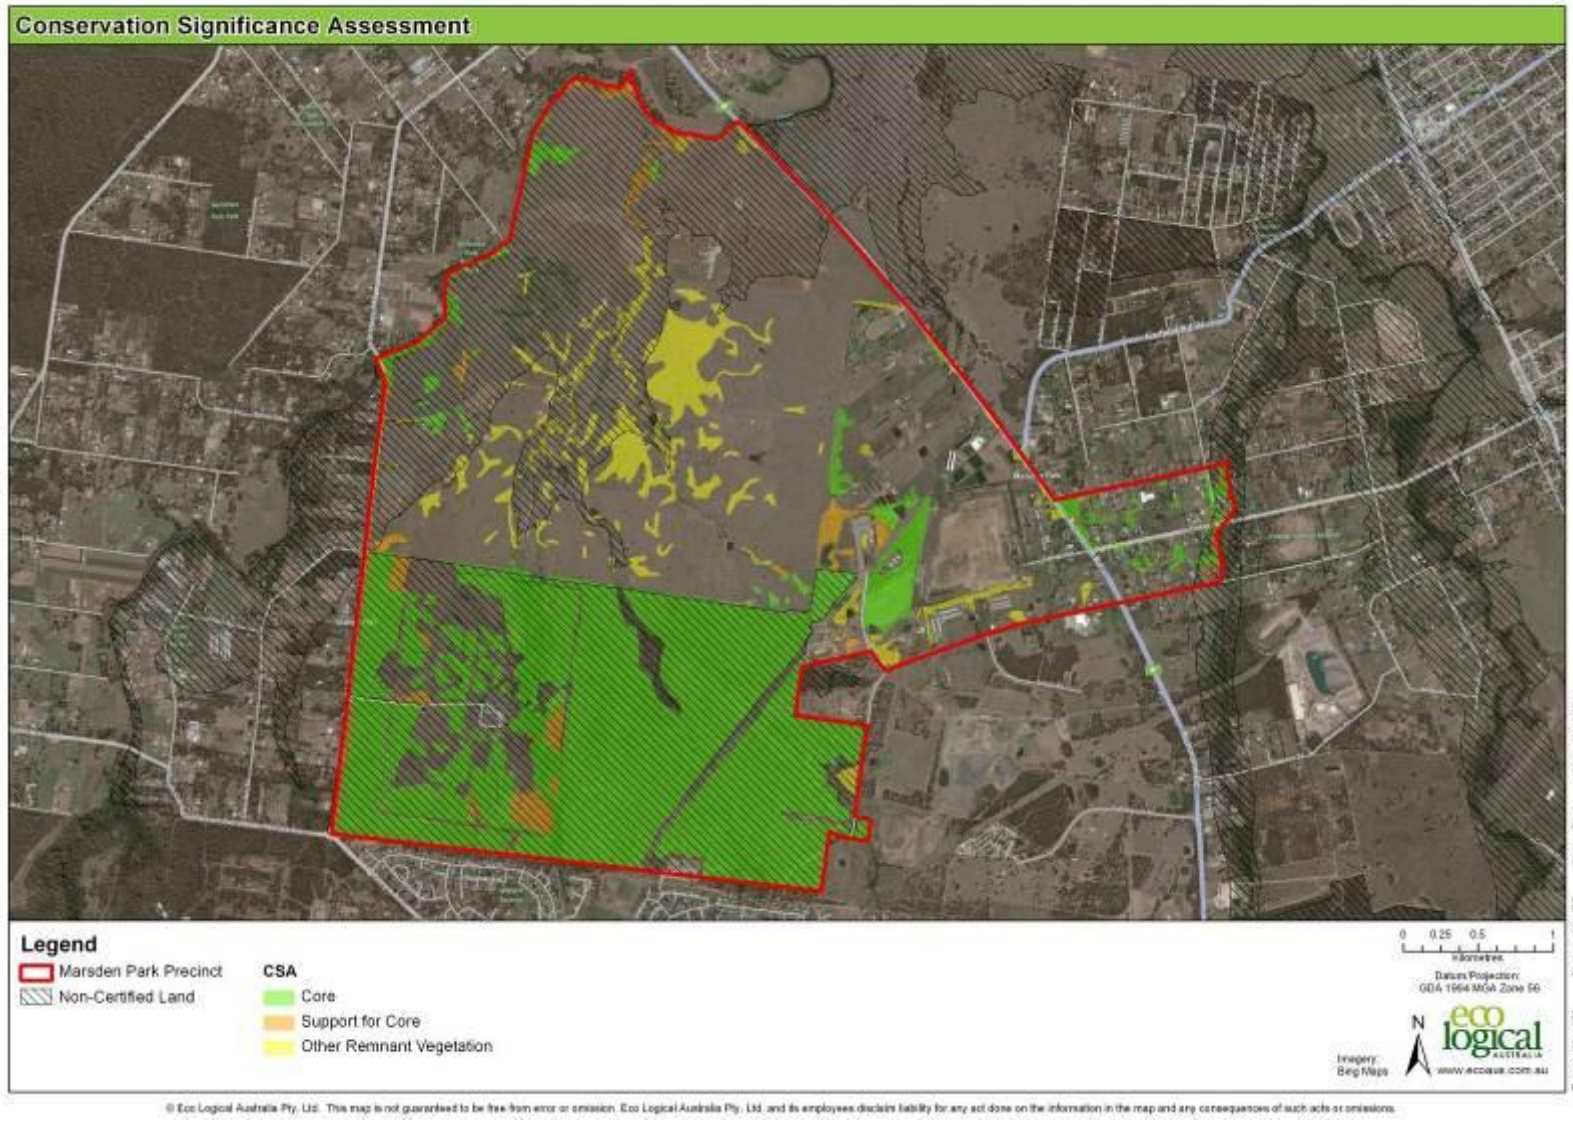 Conservation Significance Assessment
Legend
Marsden Park Precinct
Non-Certified Land
CSA
Core
Support for Core
Other Remnant Vegetation
0 0.25 0.5 1
Kilometres
Datum/Projection:
GDA 1994 MGA Zone 56
N
eco
logical
AUSTRALIA
www.ecoaus.com.au
Imagery:
Bing Maps
© Eco Logical Australia Pty. Ltd. This map is not guaranteed to be free from error or omission. Eco Logical Australia Pty. Ltd. and its employees disclaim liability for any act done on the information in the map and any consequences of such acts or omissions.